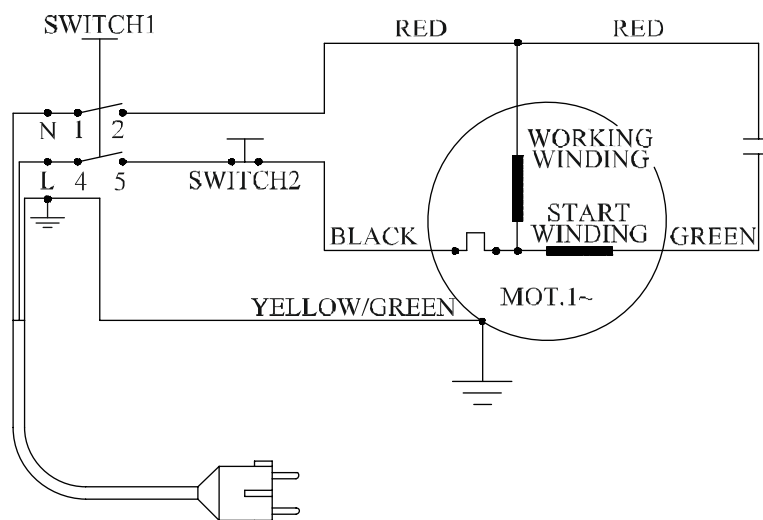 SWITCH1
RED RED
N 1 2
WORKING
WINDING
L 4 5
SWITCH2
START
WINDING
BLACK GREEN
MOT.1~
YELLOW/GREEN